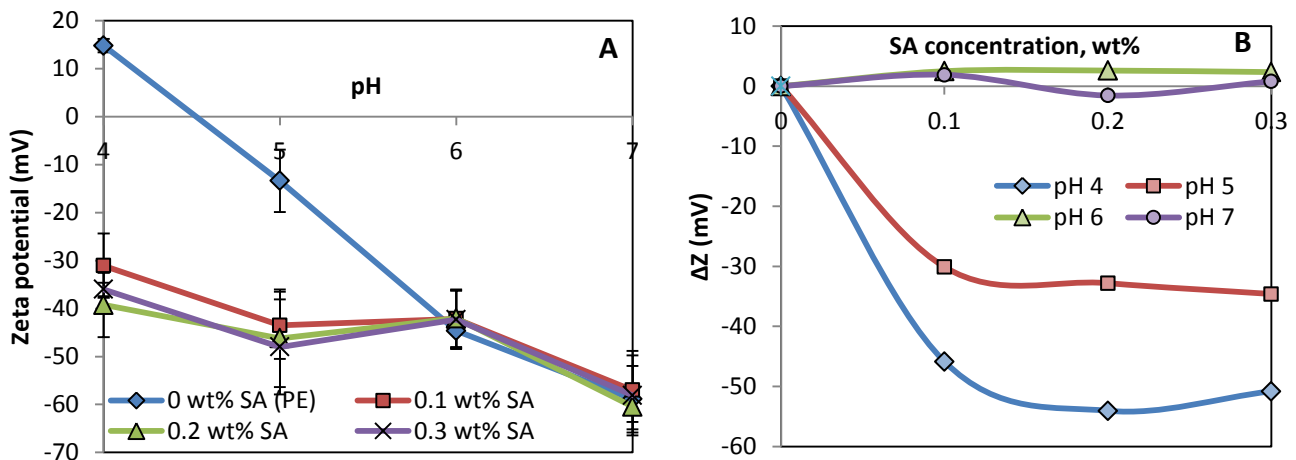 20
10
0
-10
-20
-30
-40
-50
-60
-70
Zeta potential (mV)
A
pH
4 5 6 7
0 wt% SA (PE) 0.1 wt% SA
0.2 wt% SA 0.3 wt% SA
10
0
-10
-20
-30
-40
-50
-60
ΔZ (mV)
B
SA concentration, wt%
0 0.1 0.2 0.3
pH 4 pH 5
pH 6 pH 7